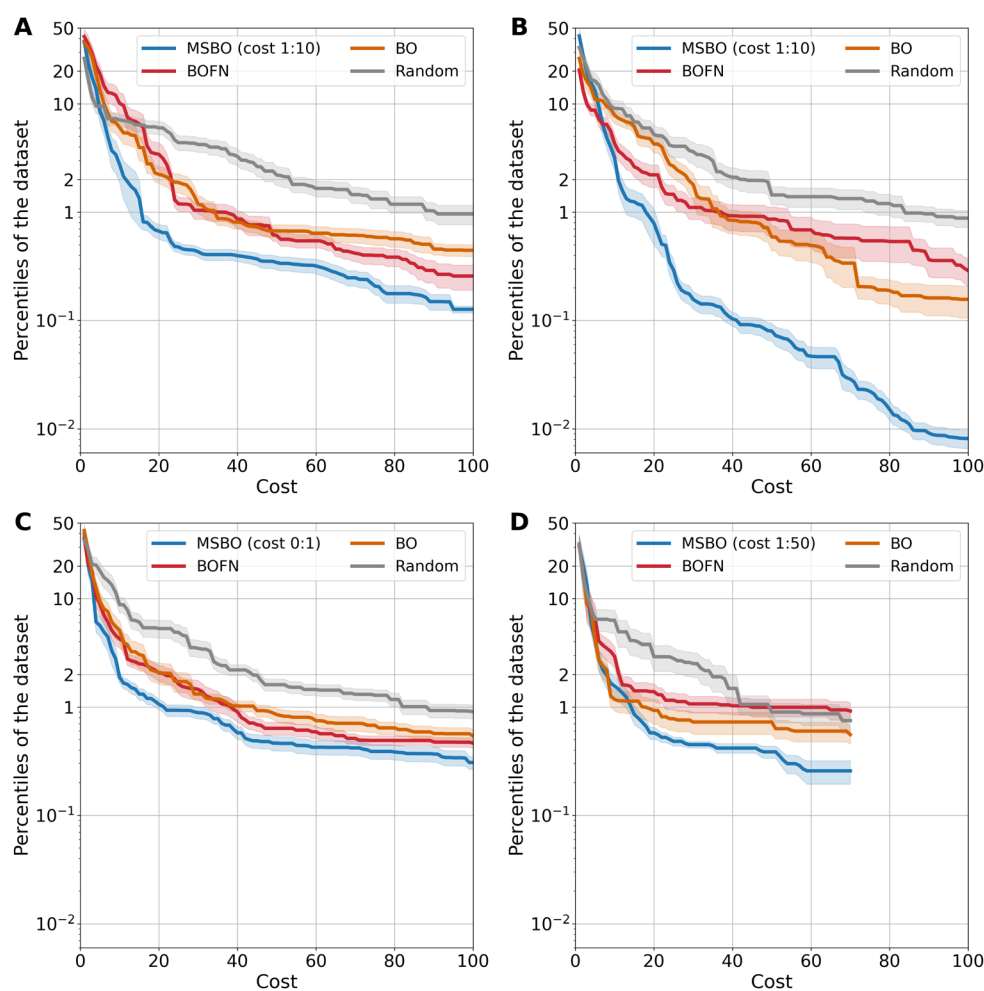 A
50
20
10
2
1
10⁻¹
10⁻²
Percentiles of the dataset
MSBO (cost 1:10)
BOFN
BO
Random
0 20 40 60 80 100
Cost
B
50
20
10
2
1
10⁻¹
10⁻²
Percentiles of the dataset
MSBO (cost 1:10)
BOFN
BO
Random
0 20 40 60 80 100
Cost
C
50
20
10
2
1
10⁻¹
10⁻²
Percentiles of the dataset
MSBO (cost 0:1)
BOFN
BO
Random
0 20 40 60 80 100
Cost
D
50
20
10
2
1
10⁻¹
10⁻²
Percentiles of the dataset
MSBO (cost 1:50)
BOFN
BO
Random
0 20 40 60 80 100
Cost